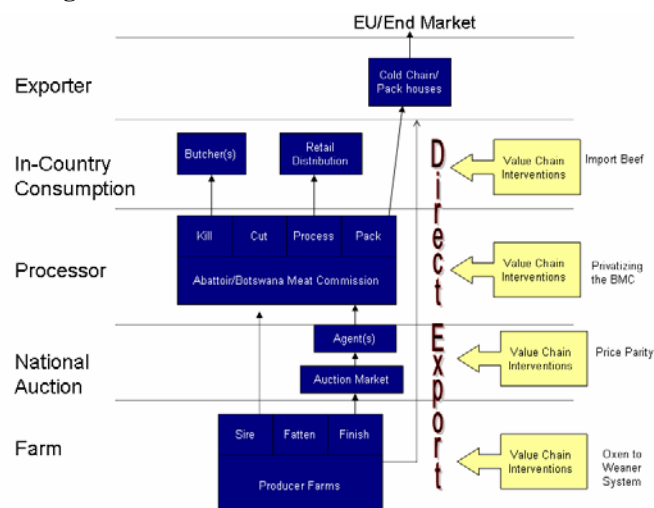 EU/End Market
Exporter
Cold Chain/
Pack houses
In-Country
Consumption
Butcher(s)
Retail
Distribution
Value Chain
Interventions
Import Beef
Processor
Kill
Cut
Process
Pack
Abattoir/Botswana Meat Commission
Value Chain
Interventions
Privatizing
the BMC
National
Auction
Agent(s)
Auction Market
Value Chain
Interventions
Price Parity
Farm
Sire
Fatten
Finish
Producer Farms
Value Chain
Interventions
Oxen to
Weaner
System
Direct Export